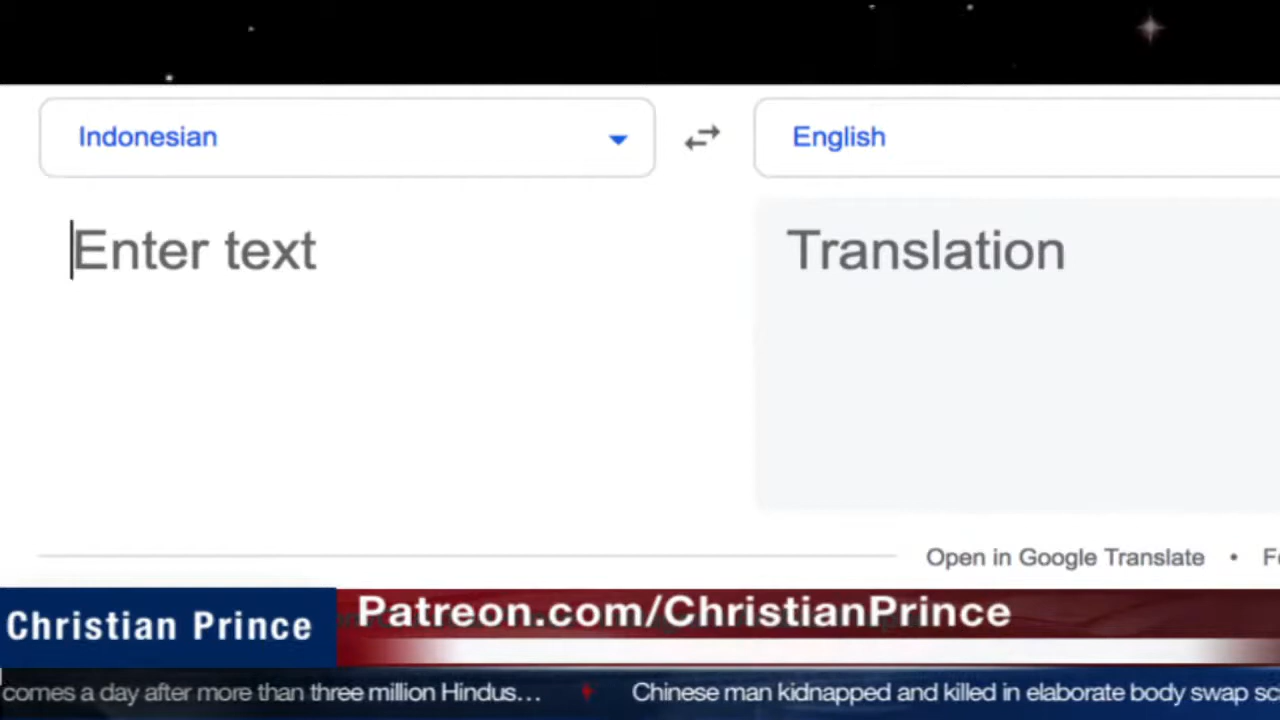 Indonesian
English
Enter text
Translation
Open in Google Translate •
Christian Prince
Patreon.com/ChristianPrince
comes a day after more than three million Hindus…
Chinese man kidnapped and killed in elaborate body swap